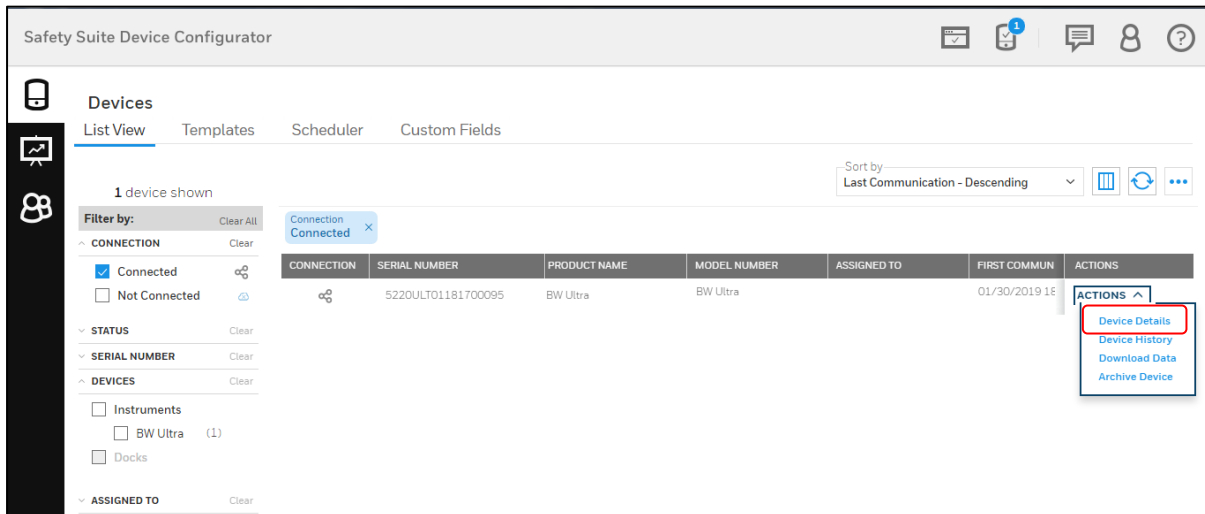 Safety Suite Device Configurator
1
Devices
List View Templates Scheduler Custom Fields
Sort by
Last Communication - Descending
1 device shown
Filter by: Clear All
Connection
Connected
CONNECTION Clear
Connected
Not Connected
STATUS Clear
SERIAL NUMBER Clear
DEVICES Clear
Instruments
BW Ultra (1)
Docks
ASSIGNED TO Clear
CONNECTION SERIAL NUMBER PRODUCT NAME MODEL NUMBER ASSIGNED TO FIRST COMMUN ACTIONS
5220ULT01181700095 BW Ultra BW Ultra 01/30/2019 18 ACTIONS
Device Details
Device History
Download Data
Archive Device